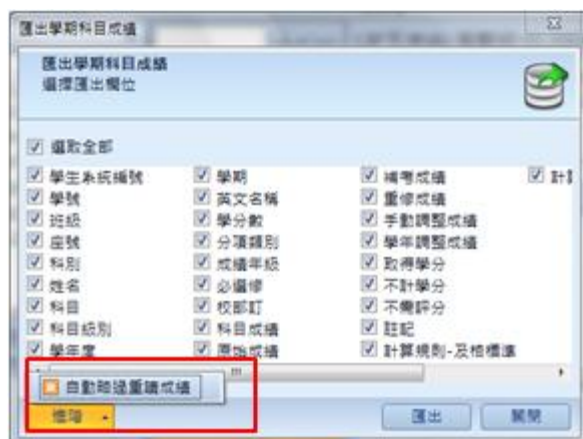 匯出學期科目成績
匯出學期科目成績
選擇匯出欄位
選取全部
學生系統編號
學號
班級
座號
科別
姓名
科目
科目級別
學年度
學期
英文名稱
學分數
分項類別
成績年級
必選修
校部訂
科目成績
原始成績
補考成績
重修成績
手動調整成績
學年調整成績
取得學分
不計學分
不需評分
註記
計算規則-及格標準
自動略過重讀成績
進階
匯出
關閉